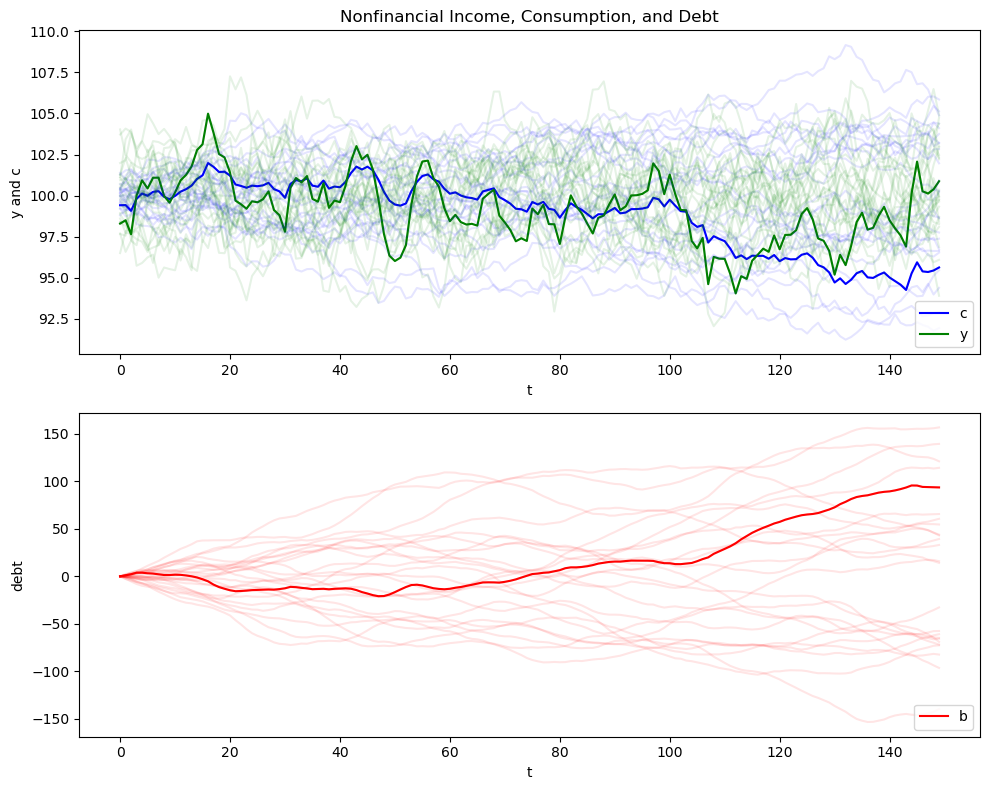 Nonfinancial Income, Consumption, and Debt
110.0
107.5
105.0
102.5
100.0
97.5
95.0
92.5
y and c
c
y
0 20 40 60 80 100 120 140
t
150
100
50
0
−50
−100
−150
debt
b
0 20 40 60 80 100 120 140
t